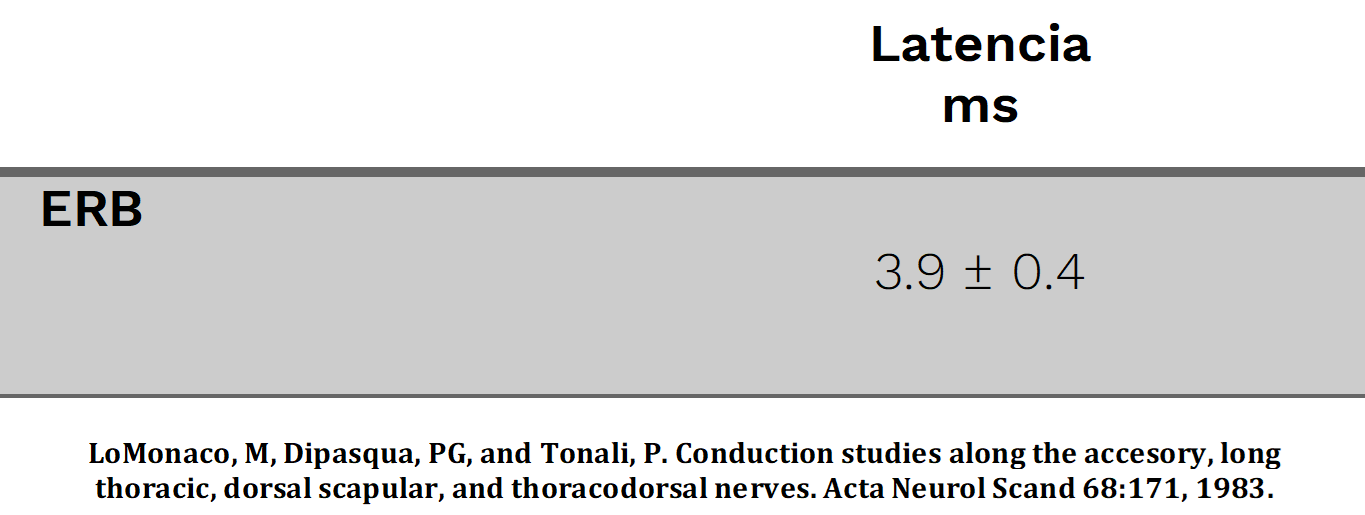 Latencia
ms
ERB
3.9 ± 0.4
LoMonaco, M, Dipasqua, PG, and Tonali, P. Conduction studies along the accesory, long
thoracic, dorsal scapular, and thoracodorsal nerves. Acta Neurol Scand 68:171, 1983.